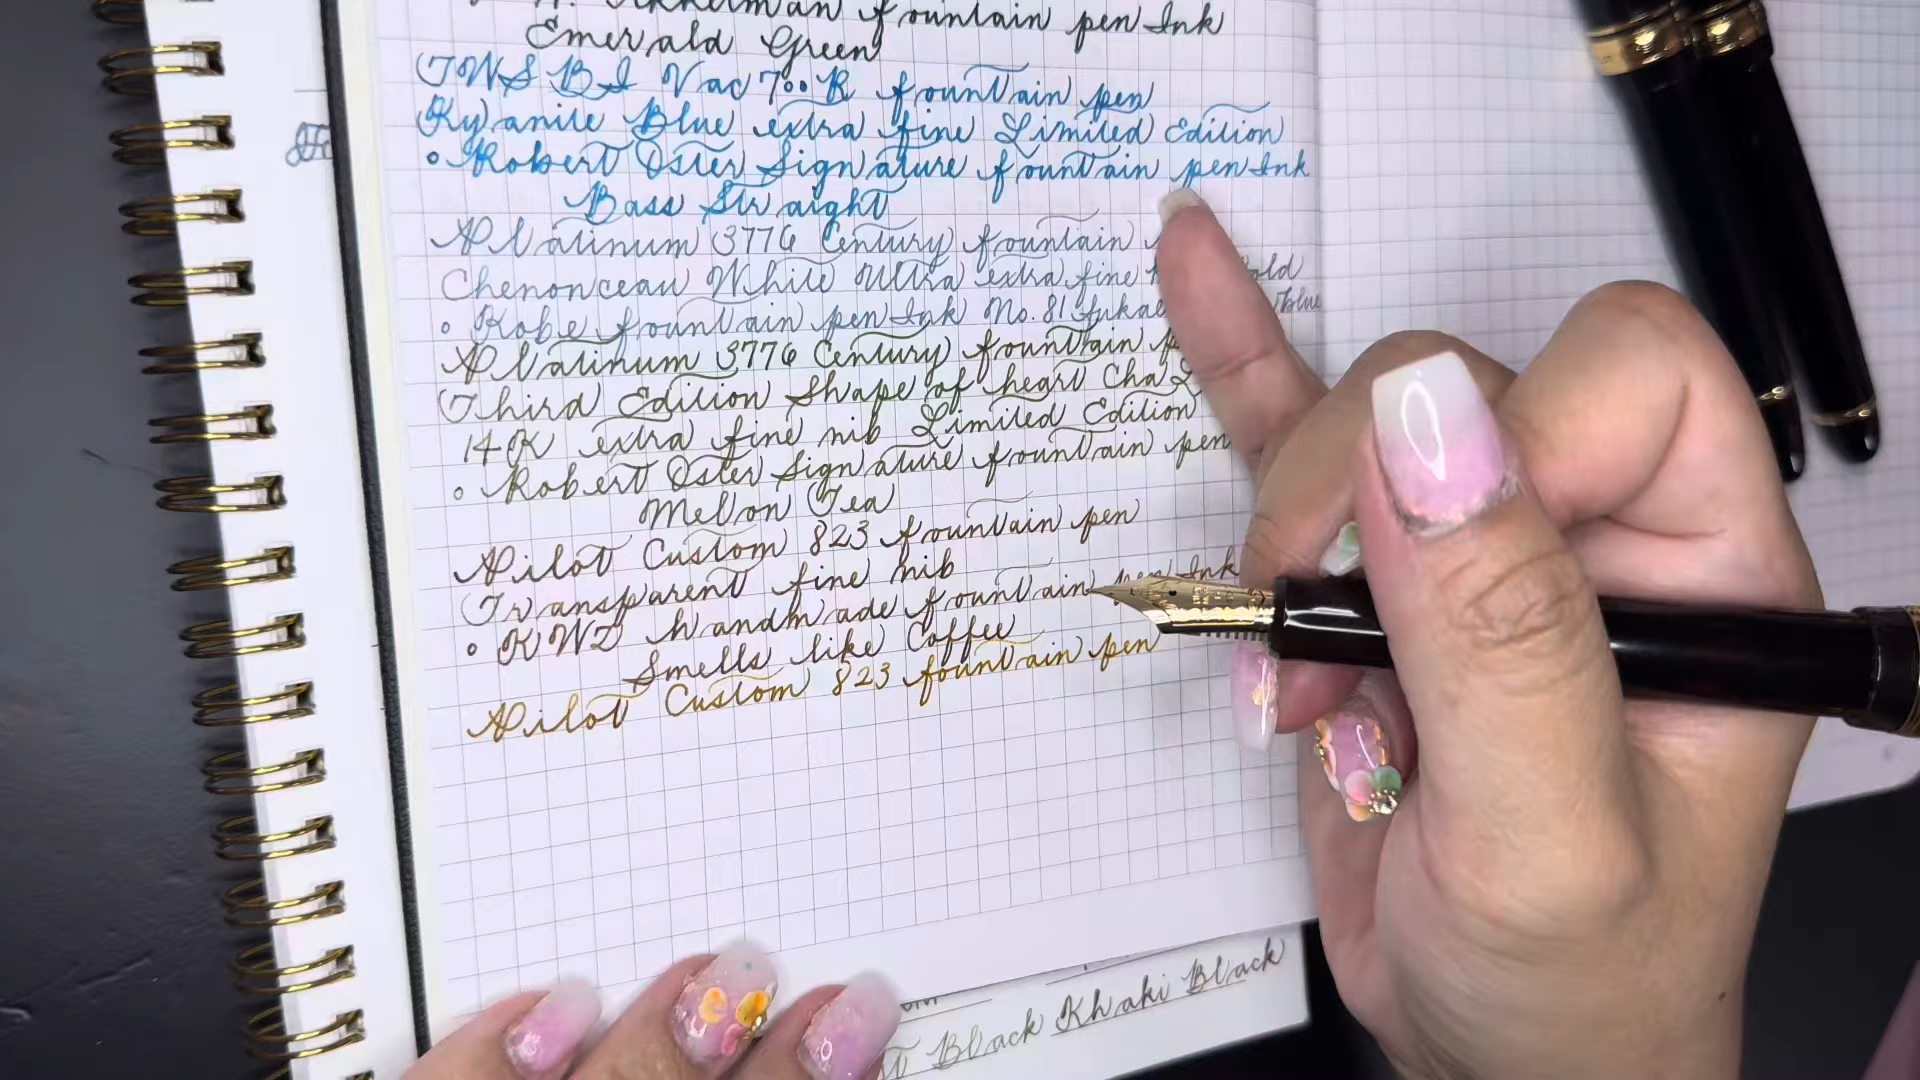 fountain pen Ink
Emerald Green
TWSBI Vac 700R fountain pen
Kyanite Blue extra fine Limited Edition
• Robert Oster Signature fountain pen Ink
Bass Straight
Platinum 3776 Century fountain
Chenonceau White Ultra extra fine
• Kobe fountain pen Ink No. 81 blue
Platinum 3776 Century fountain
Third Edition Shape of heart
14K extra fine nib Limited Edition
• Robert Oster Signature fountain pen
Melon Tea
Pilot Custom 823 fountain pen
Transparent fine nib
• KWZ handmade fountain pen Ink
Smells like Coffee
Pilot Custom 823 fountain pen
Black Khaki Black